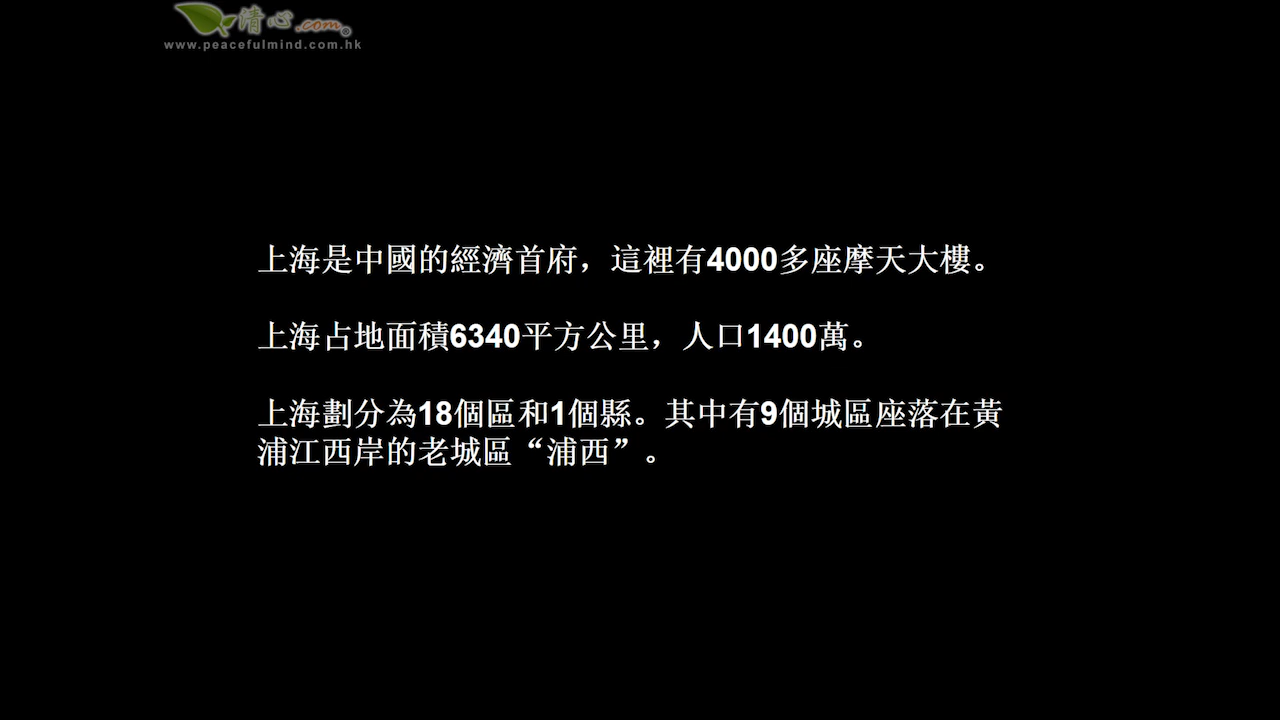 清心.com®
www.peacefulmind.com.hk
上海是中國的經濟首府，這裡有4000多座摩天大樓。
上海占地面積6340平方公里，人口1400萬。
上海劃分為18個區和1個縣。其中有9個城區座落在黃
浦江西岸的老城區“浦西”。